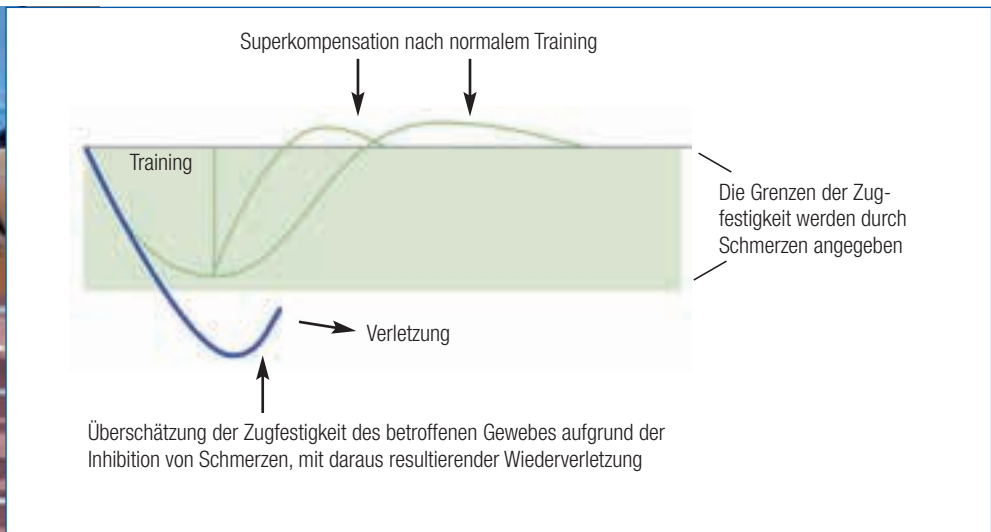 Superkompensation nach normalem Training
Training
Die Grenzen der Zug-
festigkeit werden durch
Schmerzen angegeben
Verletzung
Überschätzung der Zugfestigkeit des betroffenen Gewebes aufgrund der
Inhibition von Schmerzen, mit daraus resultierender Wiederverletzung